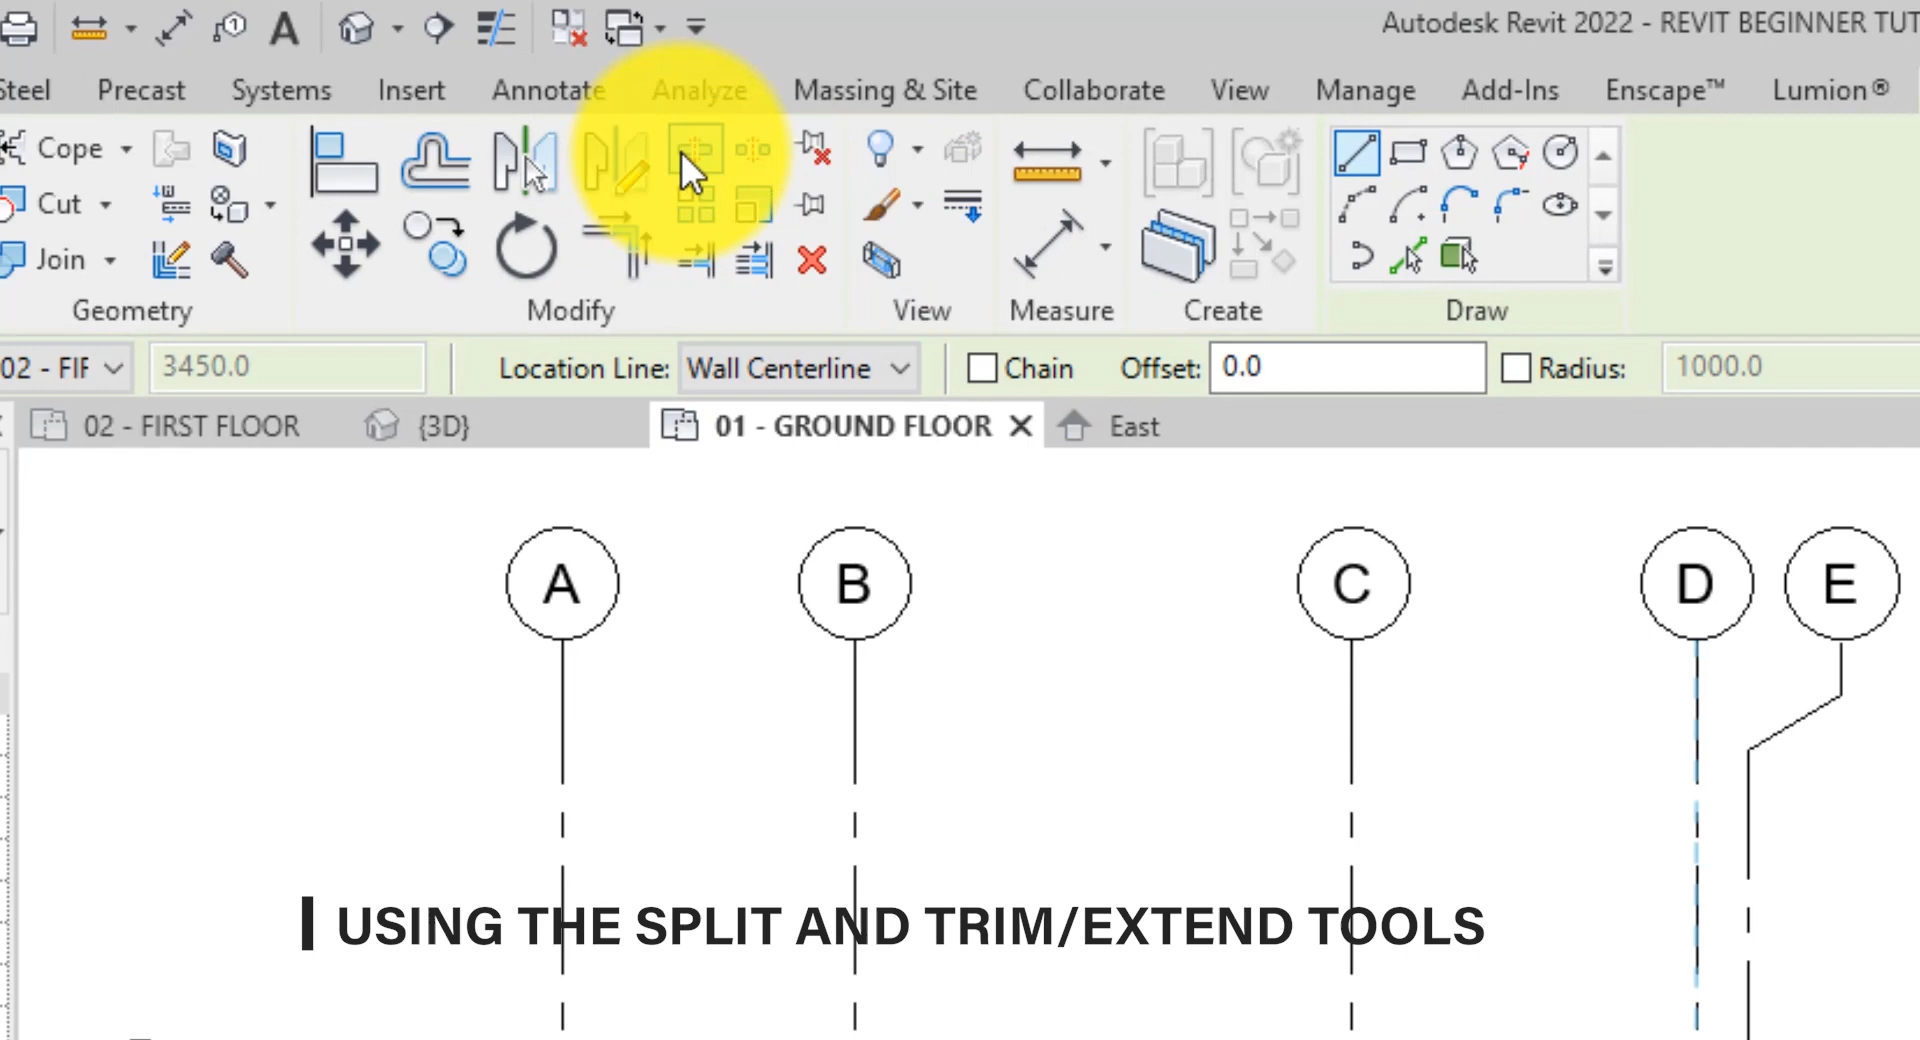 Autodesk Revit 2022 - REVIT BEGINNER TUT
Steel Precast Systems Insert Annotate Analyze Massing & Site Collaborate View Manage Add-Ins Enscape™ Lumion®
Cope
Cut
Join
Geometry Modify View Measure Create Draw
02 - FIF 3450.0 Location Line: Wall Centerline Chain Offset: 0.0 Radius: 1000.0
02 - FIRST FLOOR {3D} 01 - GROUND FLOOR East
A B C D E
USING THE SPLIT AND TRIM/EXTEND TOOLS